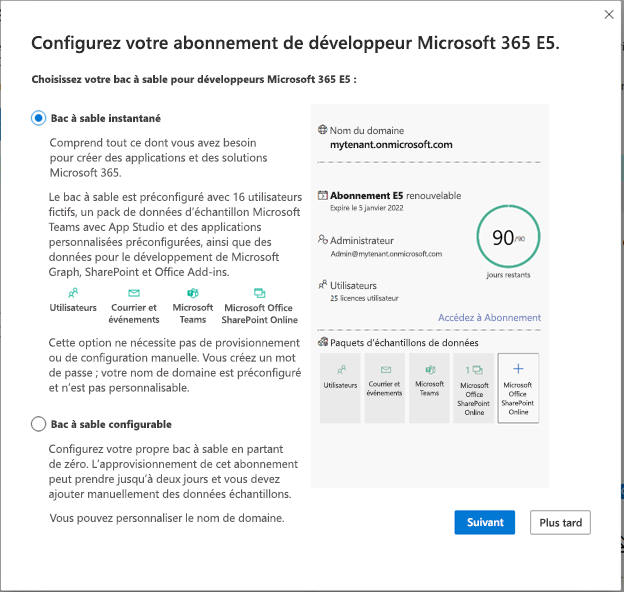 Configurez votre abonnement de développeur Microsoft 365 E5.
Choisissez votre bac à sable pour développeurs Microsoft 365 E5 :
Bac à sable instantané
Comprend tout ce dont vous avez besoin
pour créer des applications et des solutions
Microsoft 365.
Le bac à sable est préconfiguré avec 16 utilisateurs
fictifs, un pack de données d'échantillon Microsoft
Teams avec App Studio et des applications
personnalisées préconfigurées, ainsi que des
données pour le développement de Microsoft
Graph, SharePoint et Office Add-ins.
Utilisateurs
Courrier et
événements
Microsoft
Teams
Microsoft Office
SharePoint Online
Cette option ne nécessite pas de provisionnement
ou de configuration manuelle. Vous créez un mot
de passe ; votre nom de domaine est préconfiguré
et n'est pas personnalisable.
Bac à sable configurable
Configurez votre propre bac à sable en partant
de zéro. L'approvisionnement de cet abonnement
peut prendre jusqu'à deux jours et vous devez
ajouter manuellement des données échantillons.
Vous pouvez personnaliser le nom de domaine.
Nom du domaine
mytenant.onmicrosoft.com
Abonnement E5 renouvelable
Expire le 5 janvier 2022
Administrateur
Admin@mytenant.onmicrosoft.com
Utilisateurs
25 licences utilisateur
90/90
jours restants
Accédez à Abonnement
Paquets d'échantillons de données
Utilisateurs
Courrier et
événements
Microsoft
Teams
1
Microsoft
Office
SharePoint
Online
Microsoft
Office
SharePoint
Online
Suivant
Plus tard